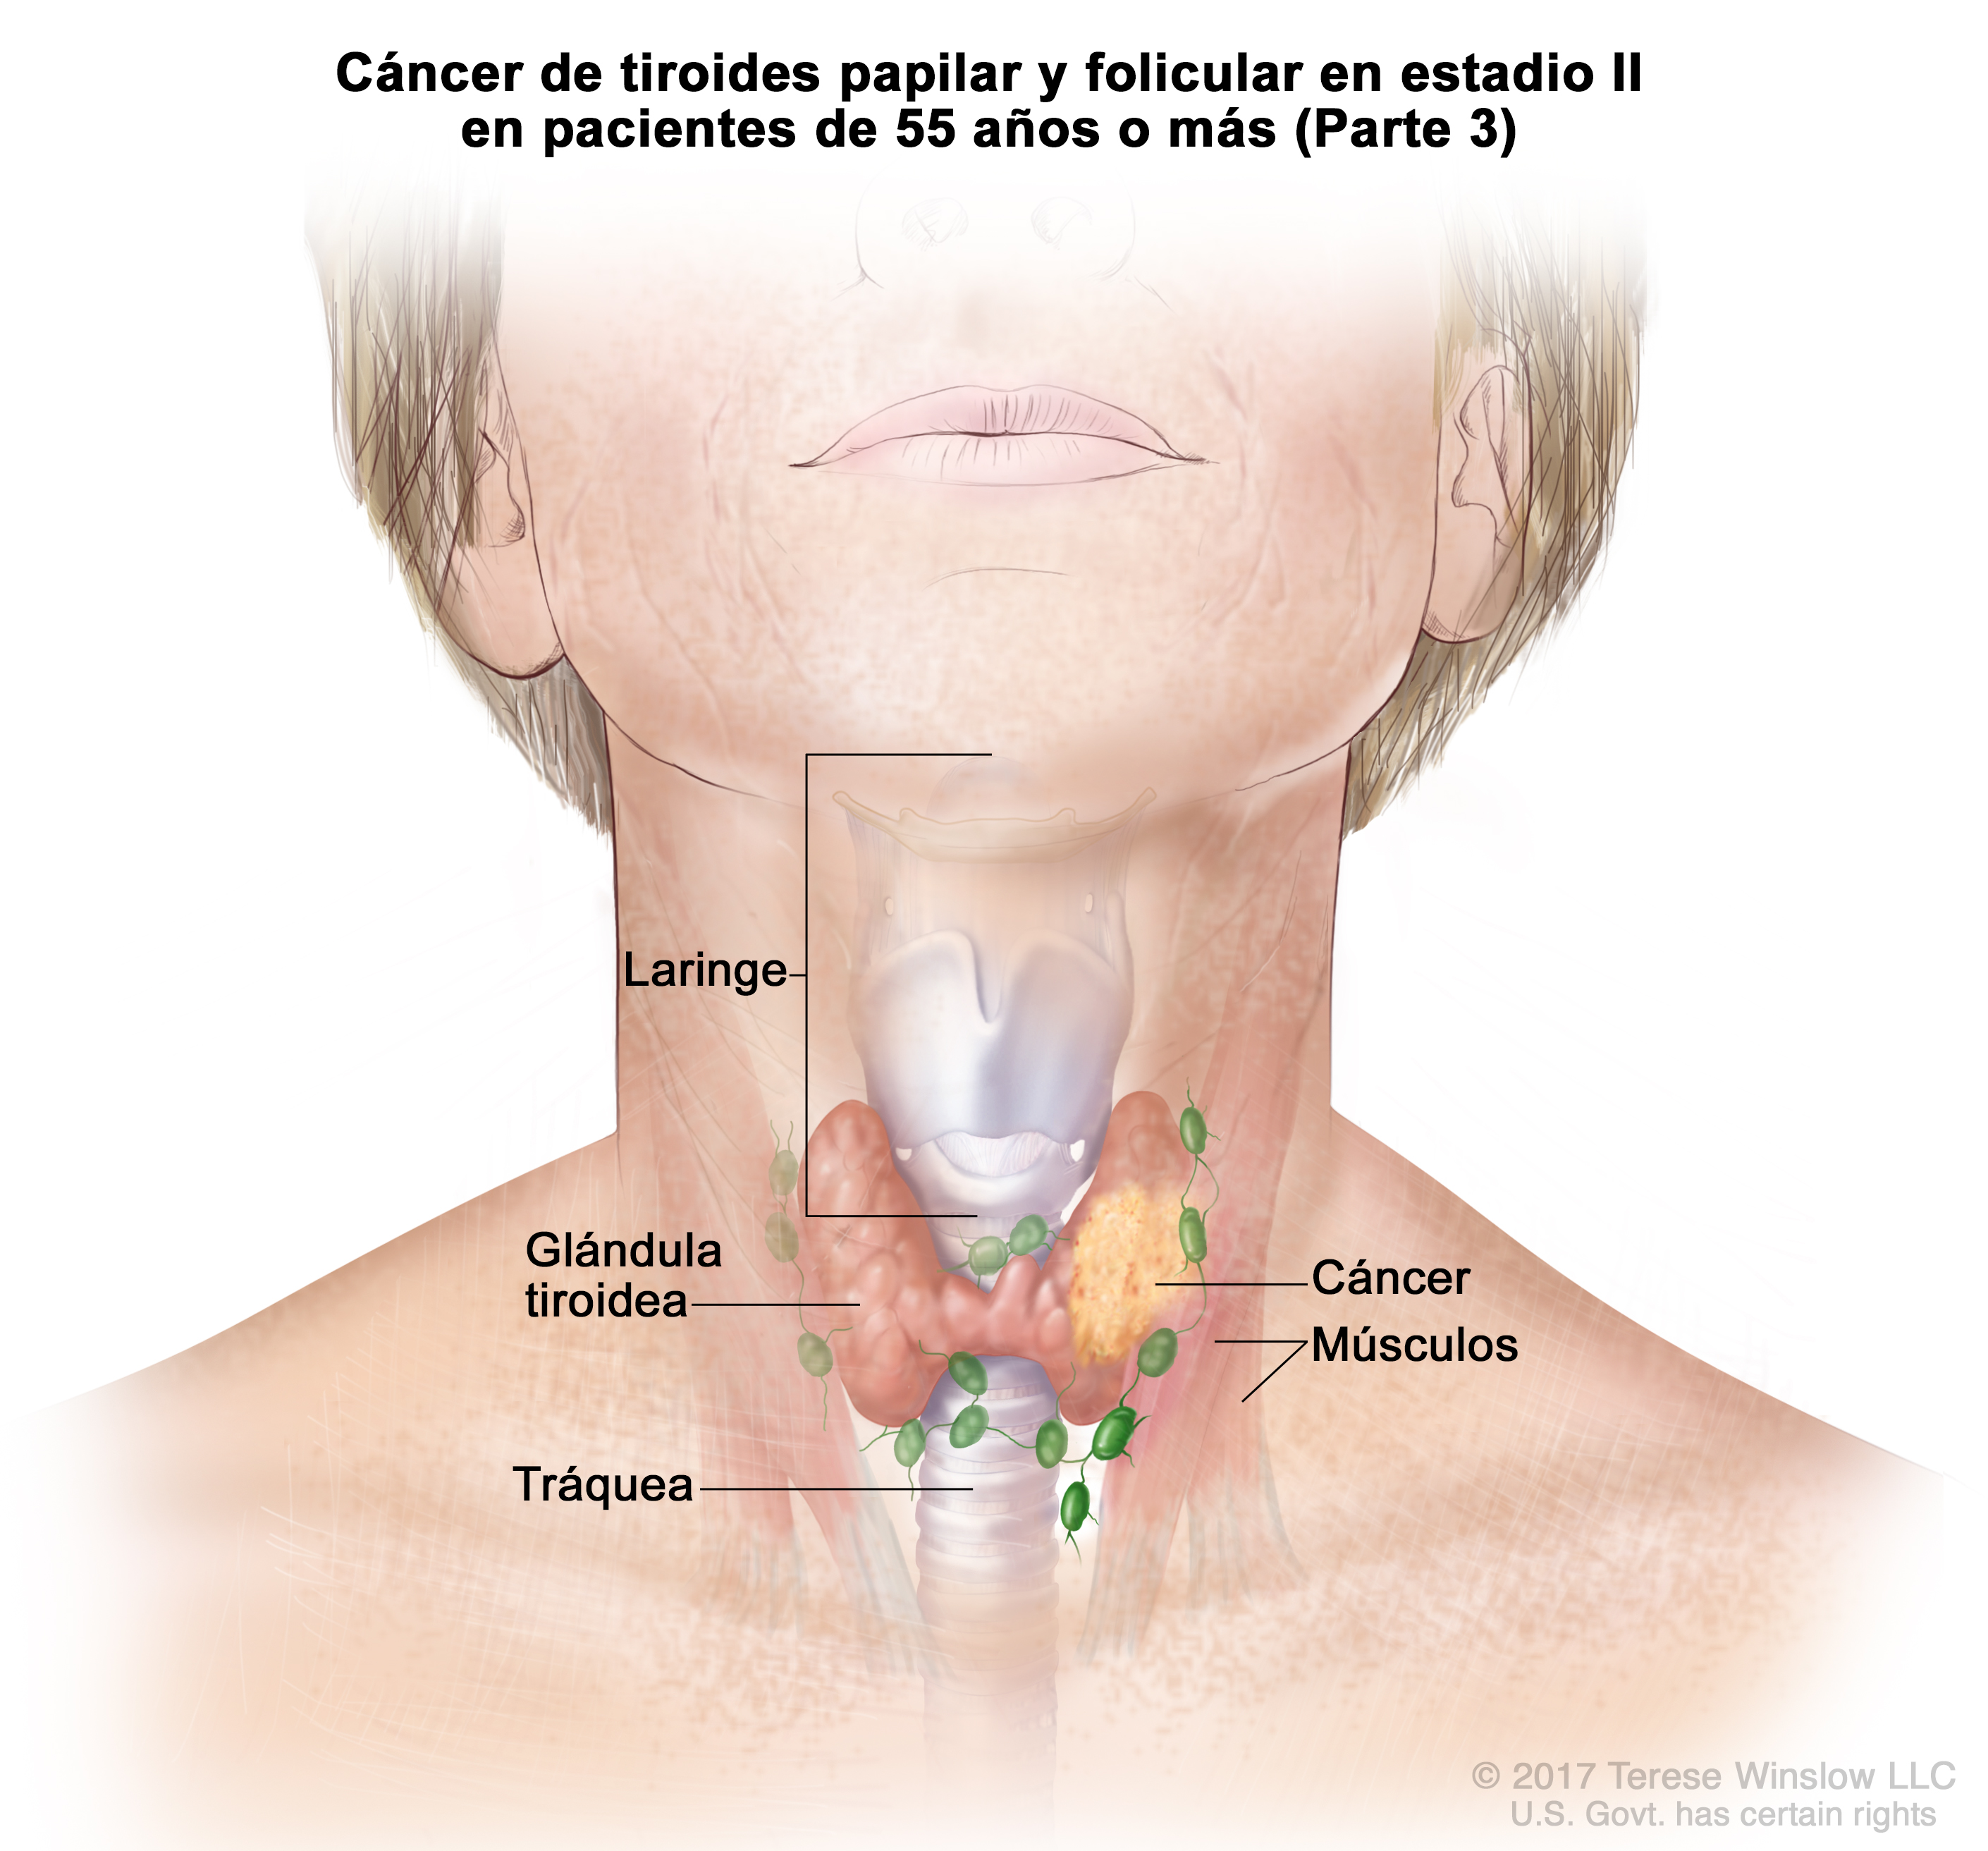 Cáncer de tiroides papilar y folicular en estadio II
en pacientes de 55 años o más (Parte 3)
Laringe
Glándula
tiroidea
Cáncer
Músculos
Tráquea
© 2017 Terese Winslow LLC
U.S. Govt. has certain rights